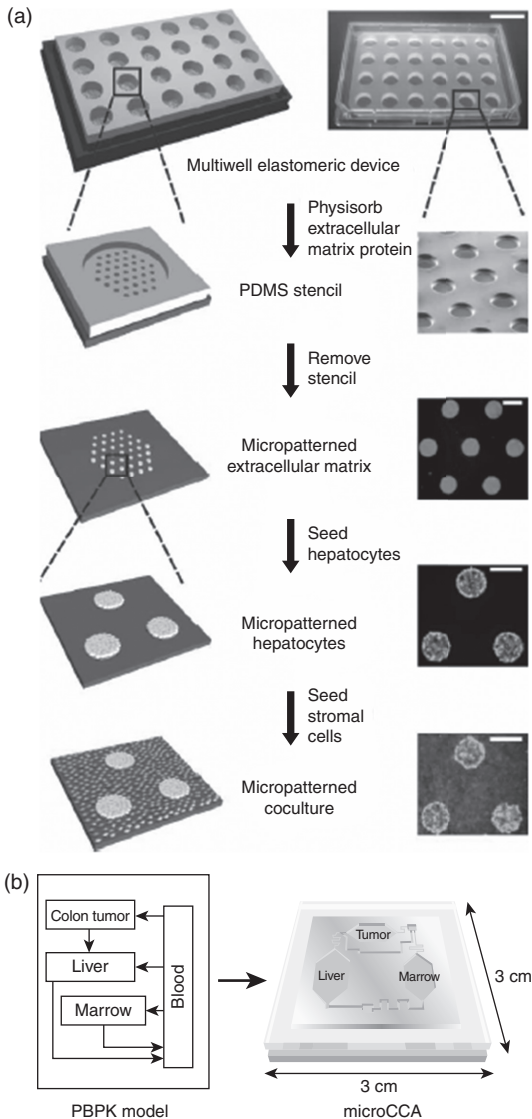 (a)
Multiwell elastomeric device
Physisorb
extracellular
matrix protein
PDMS stencil
Remove
stencil
Micropatterned
extracellular matrix
Seed
hepatocytes
Micropatterned
hepatocytes
Seed
stromal
cells
Micropatterned
coculture
(b)
Colon tumor
Liver
Marrow
Blood
PBPK model
Tumor
Liver
Marrow
3 cm
3 cm
microCCA